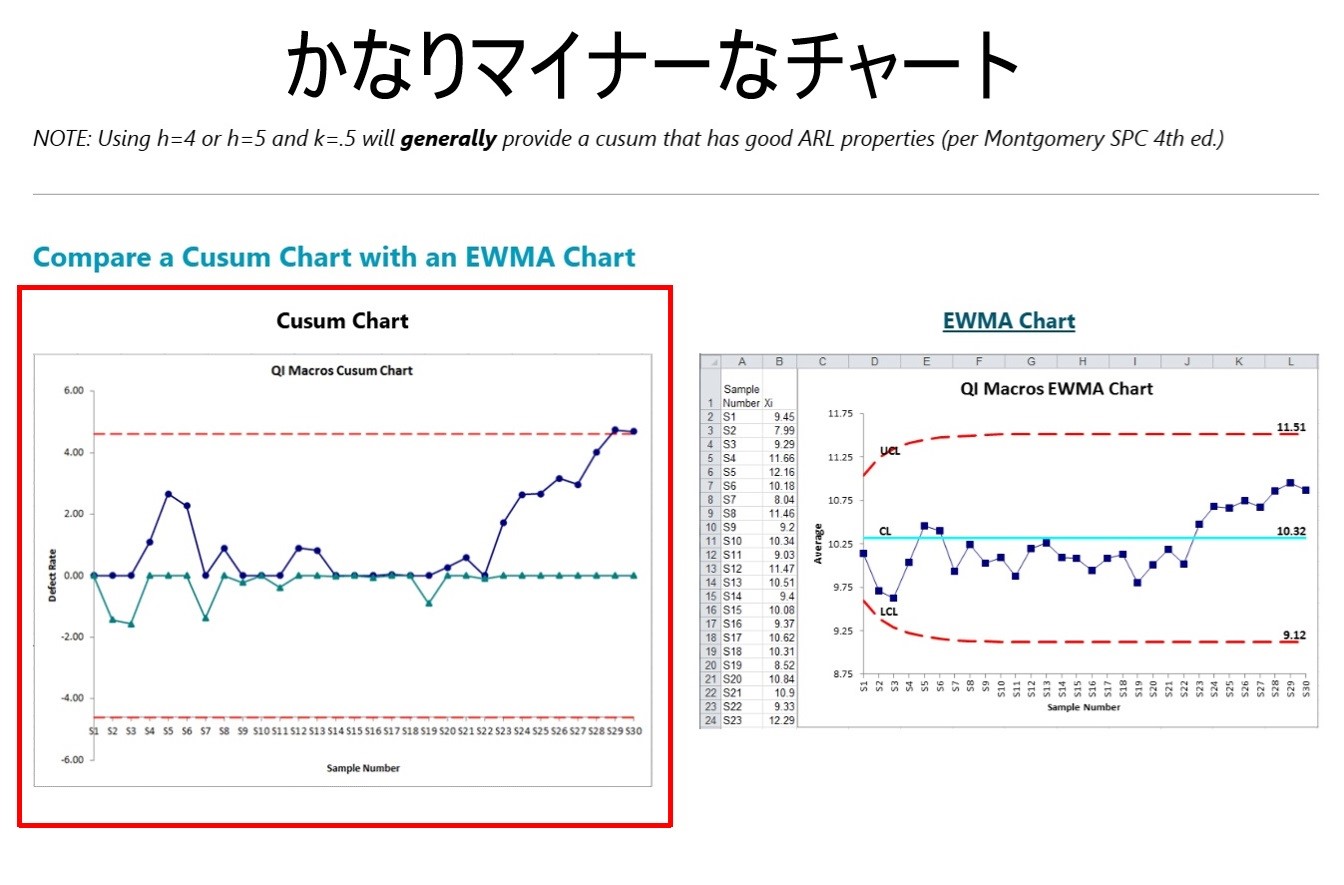 かなりマイナーなチャート
NOTE: Using h=4 or h=5 and k=.5 will generally provide a cusum that has good ARL properties (per Montgomery SPC 4th ed.)
Compare a Cusum Chart with an EWMA Chart
Cusum Chart
QI Macros Cusum Chart
6.00
4.00
2.00
0.00
-2.00
-4.00
-6.00
Defect Rate
S1 S2 S3 S4 S5 S6 S7 S8 S9 S10 S11 S12 S13 S14 S15 S16 S17 S18 S19 S20 S21 S22 S23 S24 S25 S26 S27 S28 S29 S30
Sample Number
EWMA Chart
A B C D E F G H I J K L
Sample
1 Number Xi
2 S1 9.45
3 S2 7.99
4 S3 9.29
5 S4 11.66
6 S5 12.16
7 S6 10.18
8 S7 8.04
9 S8 11.46
10 S9 9.2
11 S10 10.34
12 S11 9.03
13 S12 11.47
14 S13 10.51
15 S14 9.4
16 S15 10.08
17 S16 9.37
18 S17 10.62
19 S18 10.31
20 S19 8.52
21 S20 10.84
22 S21 10.9
23 S22 9.33
24 S23 12.29
QI Macros EWMA Chart
11.75
11.25
10.75
10.25
9.75
9.25
8.75
Average
UCL
11.51
CL
10.32
LCL
9.12
S1 S2 S3 S4 S5 S6 S7 S8 S9 S10 S11 S12 S13 S14 S15 S16 S17 S18 S19 S20 S21 S22 S23 S24 S25 S26 S27 S28 S29 S30
Sample Number